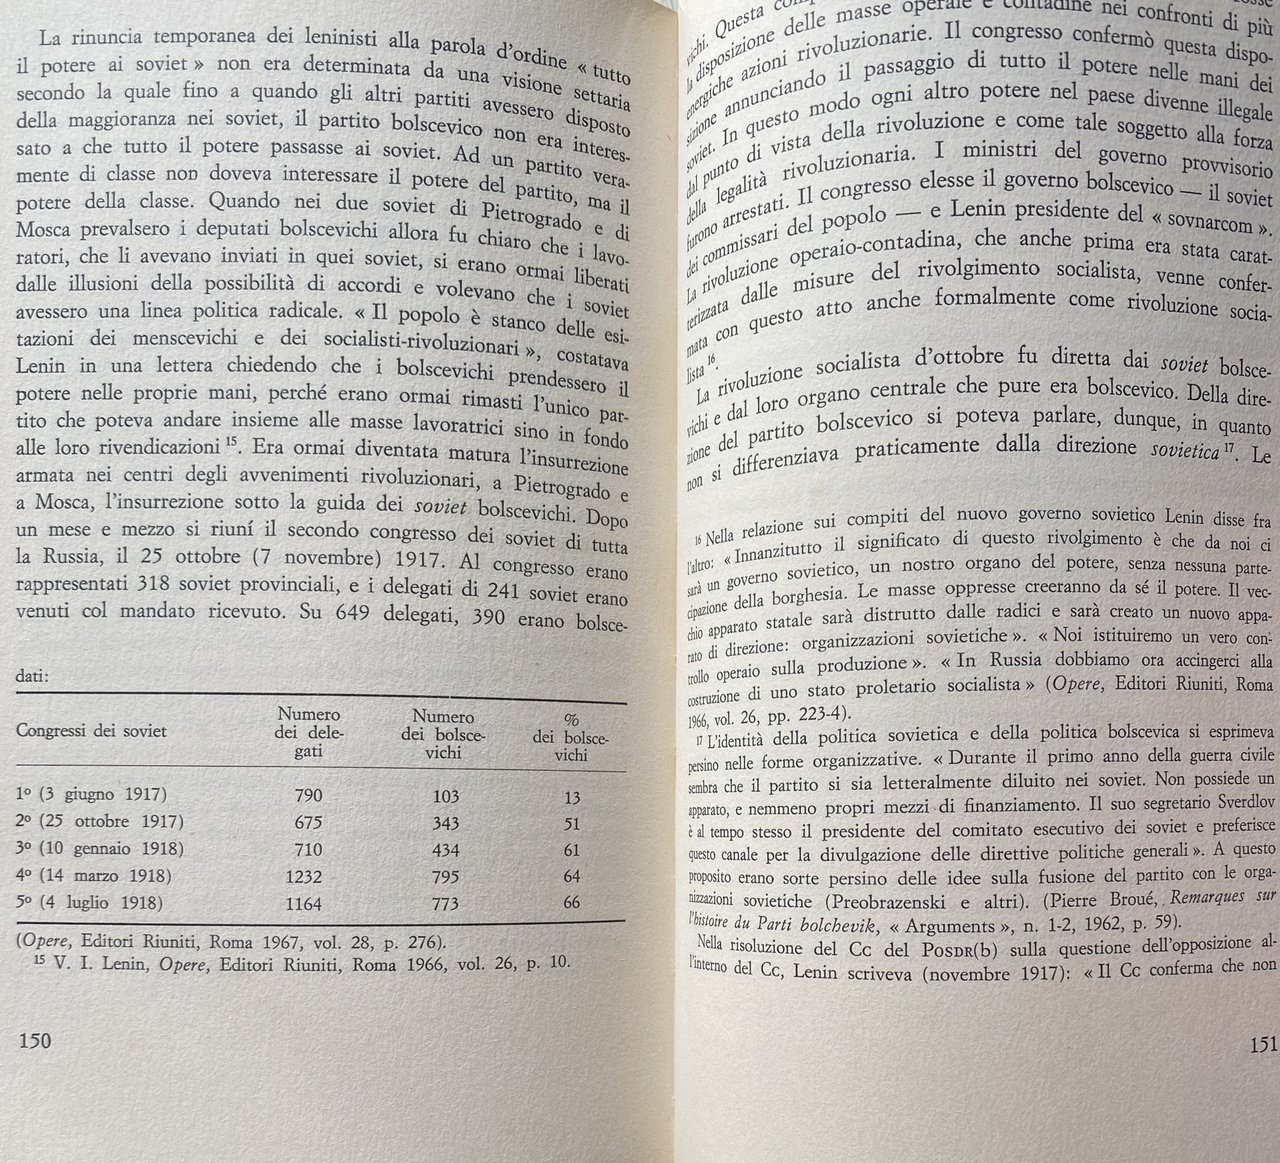 La rinuncia temporanea dei leninisti alla parola d'ordine « tutto
il potere ai soviet » non era determinata da una visione settaria
secondo la quale fino a quando gli altri partiti avessero disposto
della maggioranza nei soviet, il partito bolscevico non era interes-
sato a che tutto il potere passasse ai soviet. Ad un partito vera-
mente di classe non doveva interessare il potere del partito, ma il
potere della classe. Quando nei due soviet di Pietrogrado e di
Mosca prevalsero i deputati bolscevichi allora fu chiaro che i lavo-
ratori, che li avevano inviati in quei soviet, si erano ormai liberati
dalle illusioni della possibilità di accordi e volevano che i soviet
avessero una linea politica radicale. « Il popolo è stanco delle esi-
tazioni dei menscevichi e dei socialisti-rivoluzionari », costatava
Lenin in una lettera chiedendo che i bolscevichi prendessero il
potere nelle proprie mani, perché erano ormai rimasti l'unico par-
tito che poteva andare insieme alle masse lavoratrici sino in fondo
alle loro rivendicazioni 15. Era ormai diventata matura l'insurrezione
armata nei centri degli avvenimenti rivoluzionari, a Pietrogrado e
a Mosca, l'insurrezione sotto la guida dei soviet bolscevichi. Dopo
un mese e mezzo si riuní il secondo congresso dei soviet di tutta
la Russia, il 25 ottobre (7 novembre) 1917. Al congresso erano
rappresentati 318 soviet provinciali, e i delegati di 241 soviet erano
venuti col mandato ricevuto. Su 649 delegati, 390 erano bolsce-
dati:
Congressi dei soviet Numero dei dele-gati Numero dei bolsce-vichi % dei bolsce-vichi
1º (3 giugno 1917) 790 103 13
2º (25 ottobre 1917) 675 343 51
3º (10 gennaio 1918) 710 434 61
4º (14 marzo 1918) 1232 795 64
5º (4 luglio 1918) 1164 773 66
(Opere, Editori Riuniti, Roma 1967, vol. 28, p. 276).
15 V. I. Lenin, Opere, Editori Riuniti, Roma 1966, vol. 26, p. 10.
150
vichi. Questa
la disposizione delle masse operaie e contadine nei confronti di più
energiche azioni rivoluzionarie. Il congresso confermò questa dispo-
sizione annunciando il passaggio di tutto il potere nelle mani dei
soviet. In questo modo ogni altro potere nel paese divenne illegale
dal punto di vista della rivoluzione e come tale soggetto alla forza
della legalità rivoluzionaria. I ministri del governo provvisorio
furono arrestati. Il congresso elesse il governo bolscevico — il soviet
dei commissari del popolo — e Lenin presidente del « sovnarcom ».
La rivoluzione operaio-contadina, che anche prima era stata carat-
terizzata dalle misure del rivolgimento socialista, venne confer-
mata con questo atto anche formalmente come rivoluzione socia-
lista 16.
La rivoluzione socialista d'ottobre fu diretta dai soviet bolsce-
vichi e dal loro organo centrale che pure era bolscevico. Della dire-
zione del partito bolscevico si poteva parlare, dunque, in quanto
non si differenziava praticamente dalla direzione sovietica 17. Le
16 Nella relazione sui compiti del nuovo governo sovietico Lenin disse fra
l'altro: « Innanzitutto il significato di questo rivolgimento è che da noi ci
sarà un governo sovietico, un nostro organo del potere, senza nessuna parte-
cipazione della borghesia. Le masse oppresse creeranno da sé il potere. Il vec-
chio apparato statale sarà distrutto dalle radici e sarà creato un nuovo appa-
rato di direzione: organizzazioni sovietiche ». « Noi istituiremo un vero con-
trollo operaio sulla produzione ». « In Russia dobbiamo ora accingerci alla
costruzione di uno stato proletario socialista » (Opere, Editori Riuniti, Roma
1966, vol. 26, pp. 223-4).
17 L'identità della politica sovietica e della politica bolscevica si esprimeva
persino nelle forme organizzative. « Durante il primo anno della guerra civile
sembra che il partito si sia letteralmente diluito nei soviet. Non possiede un
apparato, e nemmeno propri mezzi di finanziamento. Il suo segretario Sverdlov
è al tempo stesso il presidente del comitato esecutivo dei soviet e preferisce
questo canale per la divulgazione delle direttive politiche generali ». A questo
proposito erano sorte persino delle idee sulla fusione del partito con le orga-
nizzazioni sovietiche (Preobrazenski e altri). (Pierre Broué, Remarques sur
l'histoire du Parti bolchevik, « Arguments », n. 1-2, 1962, p. 59).
Nella risoluzione del Cc del POSDR(b) sulla questione dell'opposizione al-
l'interno del Cc, Lenin scriveva (novembre 1917): « Il Cc conferma che non
151